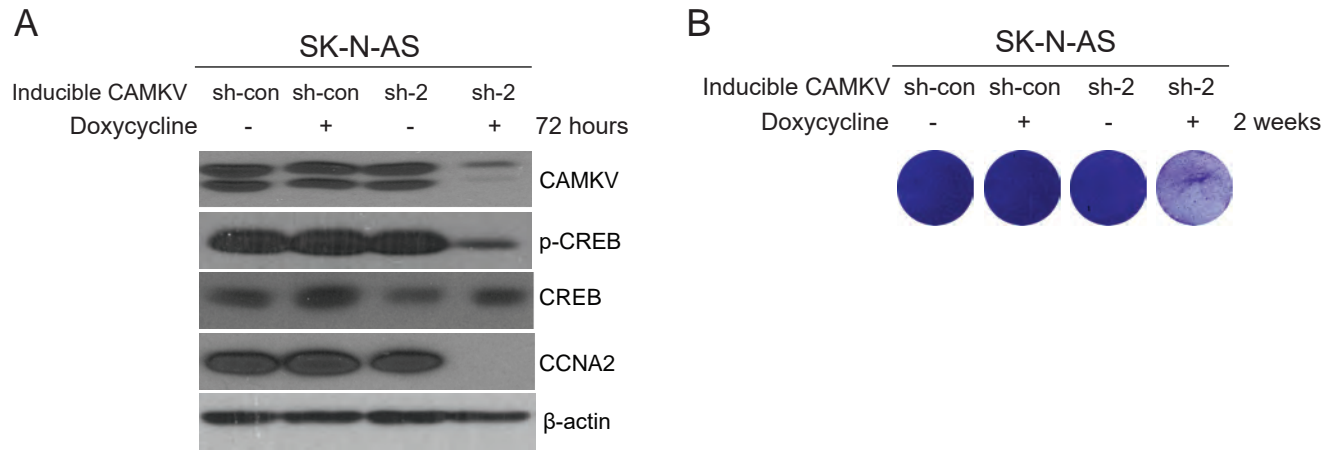 A
SK-N-AS
Inducible CAMKV sh-con sh-con sh-2 sh-2
Doxycycline - + - + 72 hours
CAMKV
p-CREB
CREB
CCNA2
β-actin
B
SK-N-AS
Inducible CAMKV sh-con sh-con sh-2 sh-2
Doxycycline - + - + 2 weeks